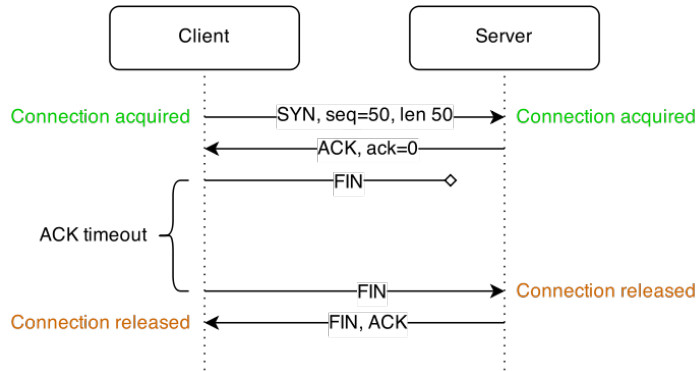 Client
Server
Connection acquired
SYN, seq=50, len 50
Connection acquired
ACK, ack=0
FIN
ACK timeout
FIN
Connection released
Connection released
FIN, ACK